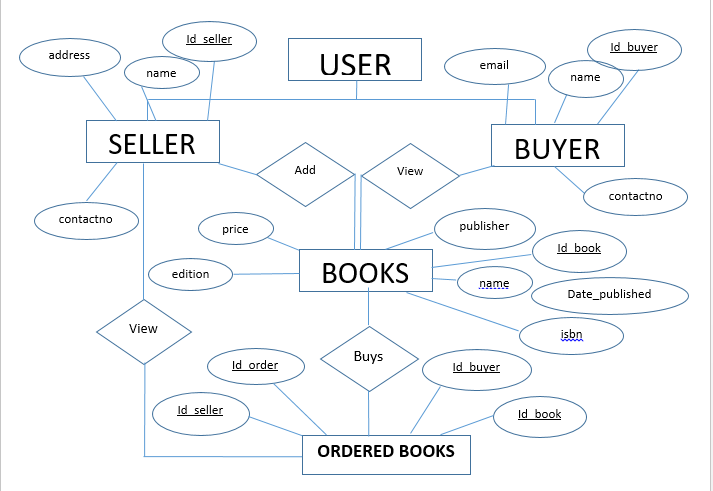 Id_seller
address
name
USER
email
Id_buyer
name
SELLER
BUYER
Add
View
contactno
contactno
price
publisher
Id_book
edition
BOOKS
name
Date_published
isbn
View
Buys
Id_order
Id_buyer
Id_seller
Id_book
ORDERED BOOKS